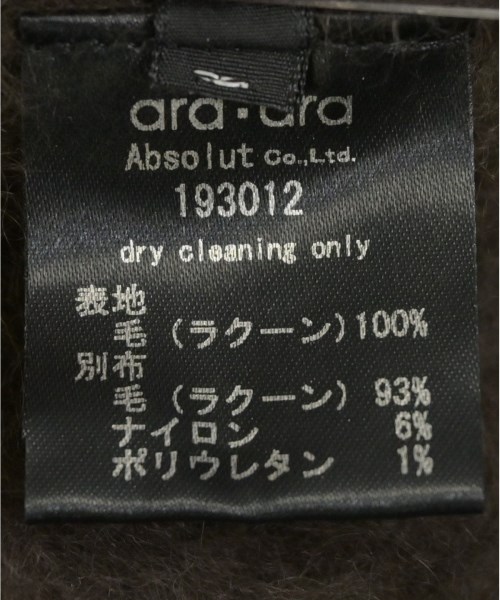 ara・ara
Absolut Co.,Ltd.
193012
dry cleaning only
表地
毛 (ラクーン) 100%
別布
毛 (ラクーン) 93%
ナイロン 6%
ポリウレタン 1%